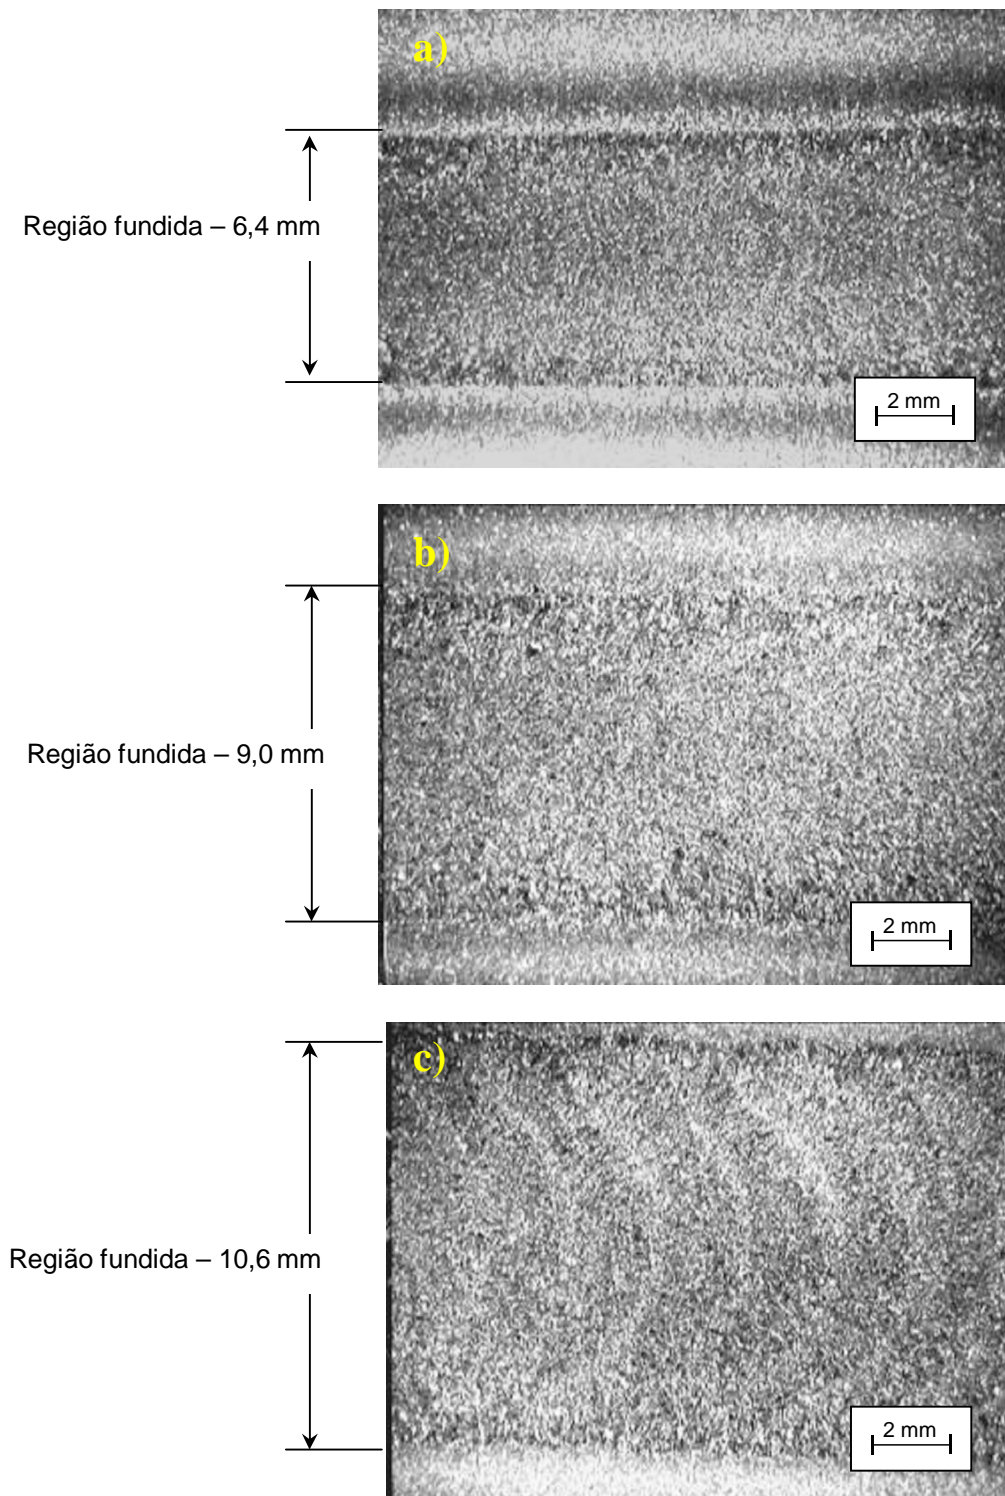 a)
Região fundida – 6,4 mm
2 mm
b)
Região fundida – 9,0 mm
2 mm
c)
Região fundida – 10,6 mm
2 mm